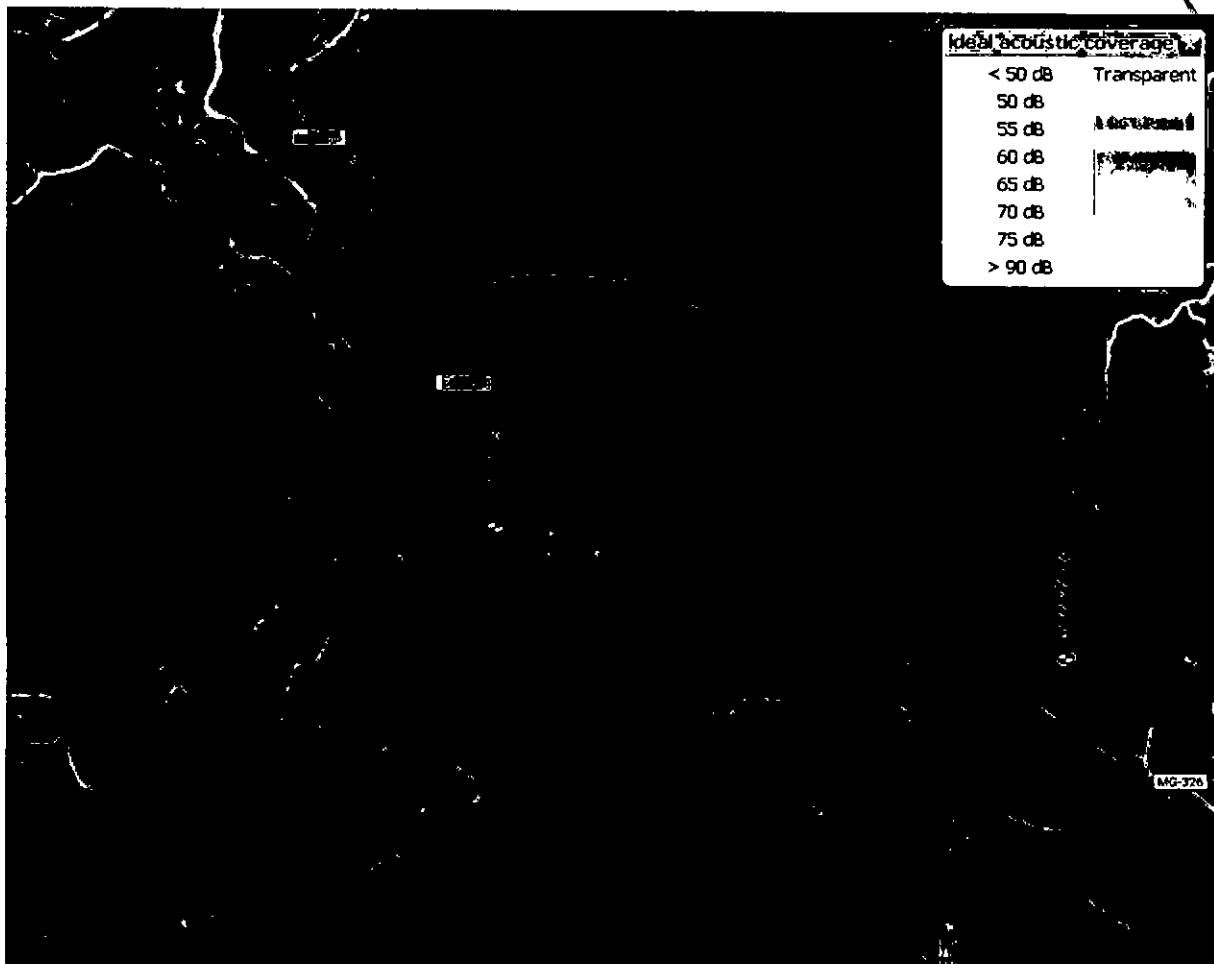 Ideal acoustic coverage
< 50 dB Transparent
50 dB
55 dB
60 dB
65 dB
70 dB
75 dB
> 90 dB
MG-326